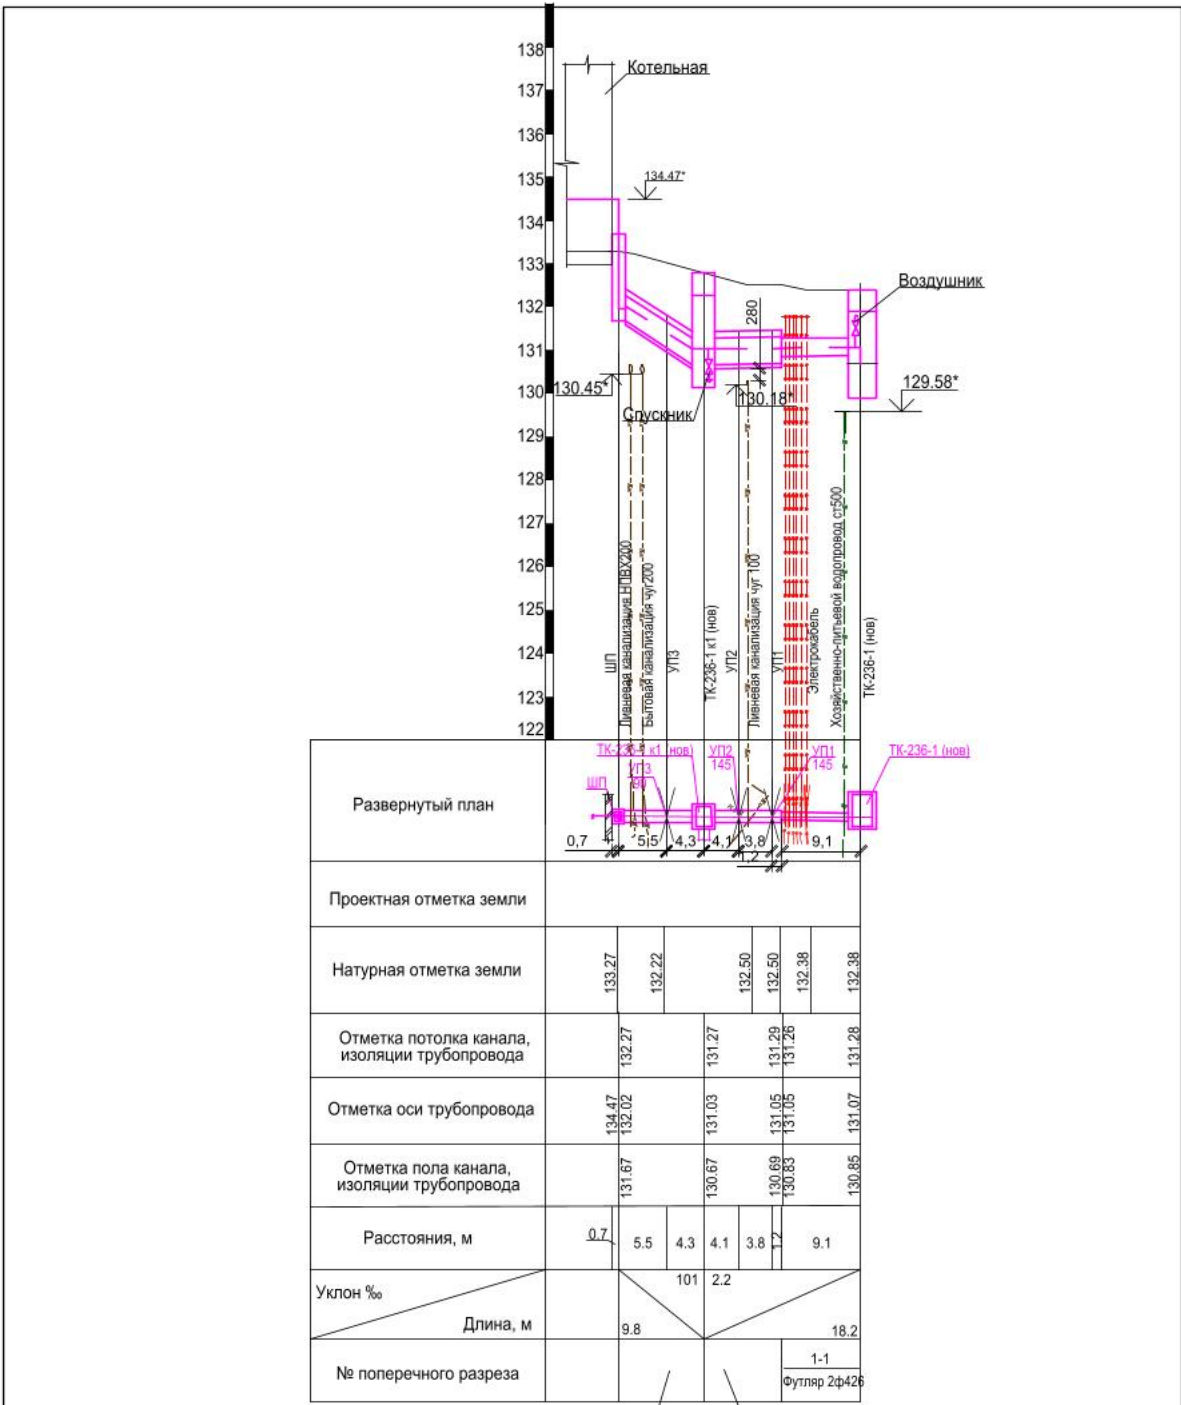 138
Котельная
137
136
135
134.47*
134
133
Воздушник
132
280
131
130.45*
130
130.18*
129.58*
Спускник
129
128
127
126
125
124
123
122
ШП
Ливневая канализация НПВХ200
Бытовая канализация чуг200
УП3
ТК-236-1 к1 (нов)
УП2
Ливневая канализация чуг 100
УП1
Электрокабель
Хозяйственно-питьевой водопровод ст500
ТК-236-1 (нов)
Развернутый план
ТК-236-1 к1 (нов)
УП2
145
УП1
145
ТК-236-1 (нов)
УП3
90
ШП
0,7 5,5 4,3 4,1 3,8 9,1
1,2
Проектная отметка земли
Натурная отметка земли
133.27 132.22 132.50 132.50 132.38 132.38
Отметка потолка канала,
изоляции трубопровода
132.27 131.27 131.29 131.26 131.28
Отметка оси трубопровода
134.47 132.02 131.03 131.05 131.05 131.07
Отметка пола канала,
изоляции трубопровода
131.67 130.67 130.69 130.83 130.85
Расстояния, м
0.7 5.5 4.3 4.1 3.8 1.2 9.1
Уклон ‰
101 2.2
Длина, м
9.8 18.2
№ поперечного разреза
1-1
Футляр 2ф426